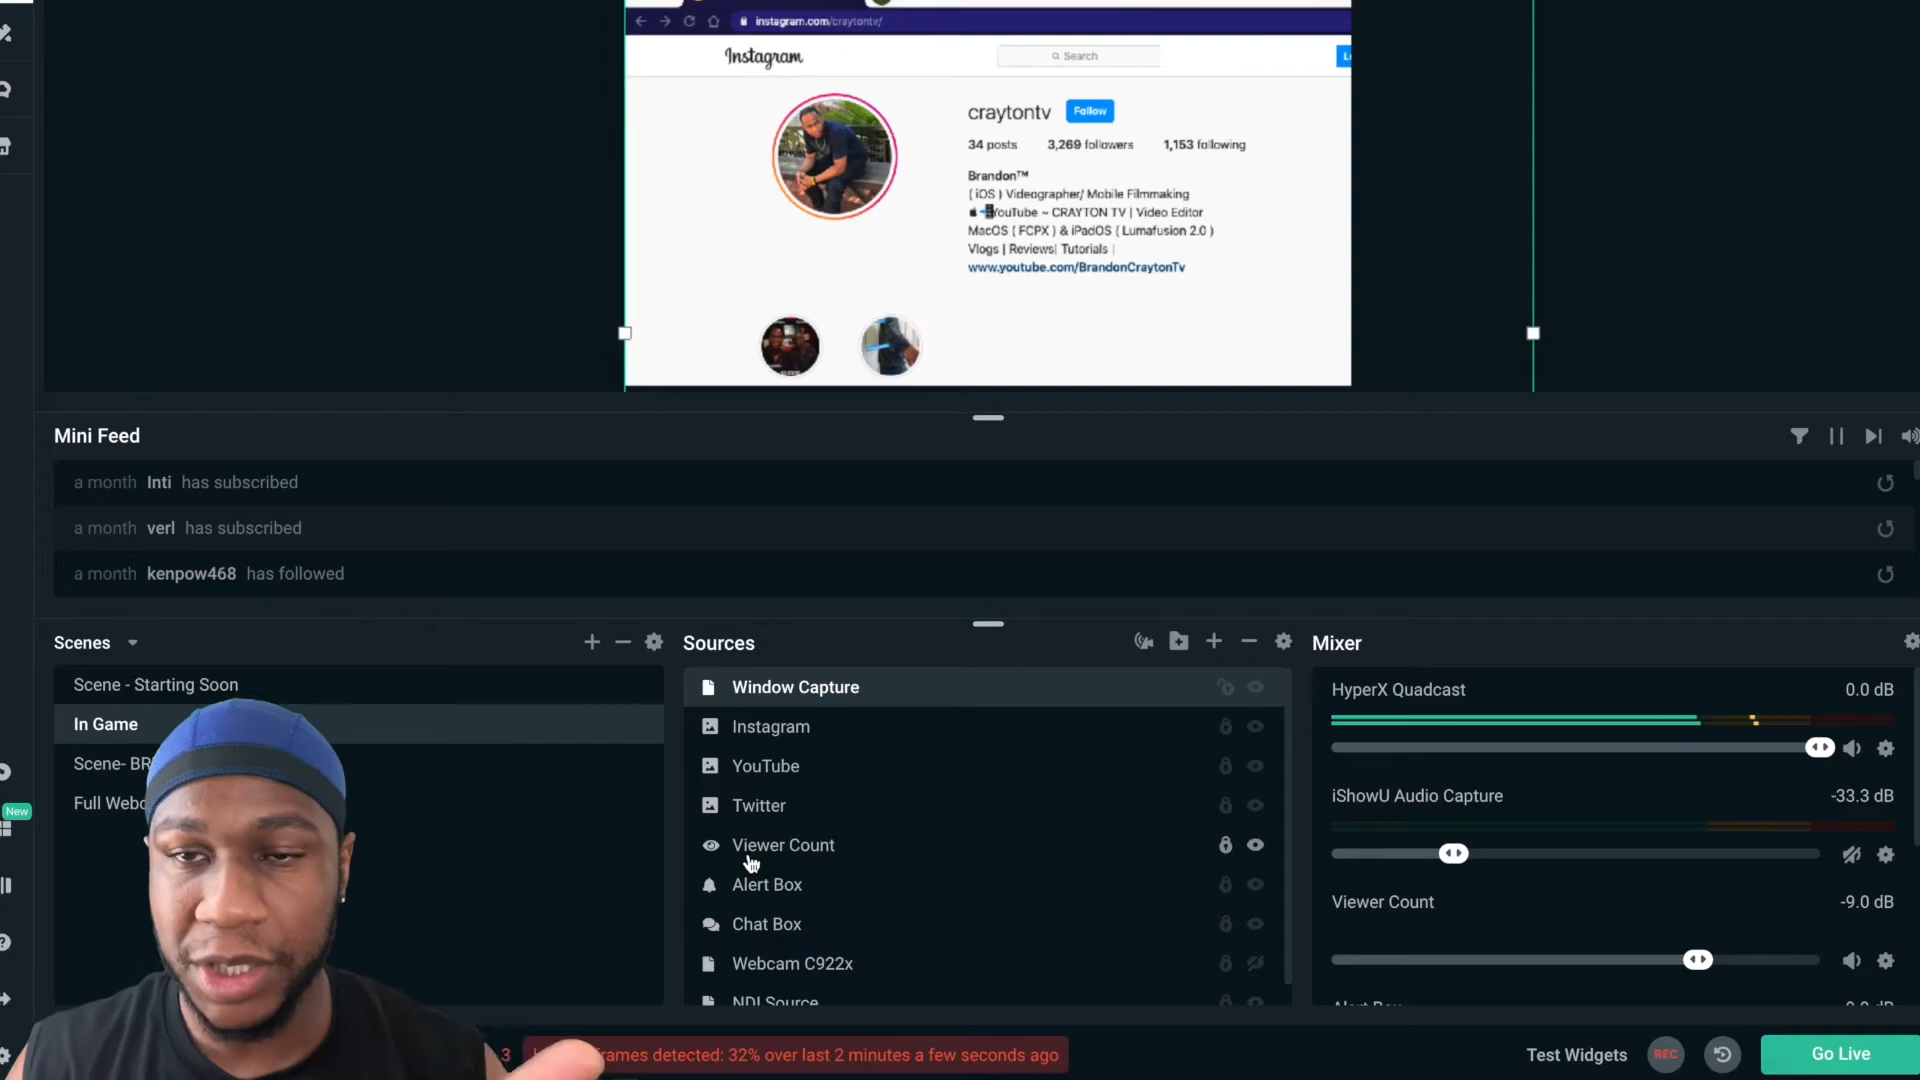 instagram.com/craytontv/
Instagram
Search
craytontv
Follow
34 posts 3,269 followers 1,153 following
Brandon™
( iOS ) Videographer/ Mobile Filmmaking
YouTube ~ CRAYTON TV | Video Editor
MacOS ( FCPX ) & iPadOS ( Lumafusion 2.0 )
Vlogs | Reviews| Tutorials |
www.youtube.com/BrandonCraytonTv
Mini Feed
a month Inti has subscribed
a month verl has subscribed
a month kenpow468 has followed
Scenes
Scene - Starting Soon
In Game
Scene- BR
Full Webc
New
Sources
Window Capture
Instagram
YouTube
Twitter
Viewer Count
Alert Box
Chat Box
Webcam C922x
NDI Source
Mixer
HyperX Quadcast 0.0 dB
iShowU Audio Capture -33.3 dB
Viewer Count -9.0 dB
3
frames detected: 32% over last 2 minutes a few seconds ago
Test Widgets
REC
Go Live